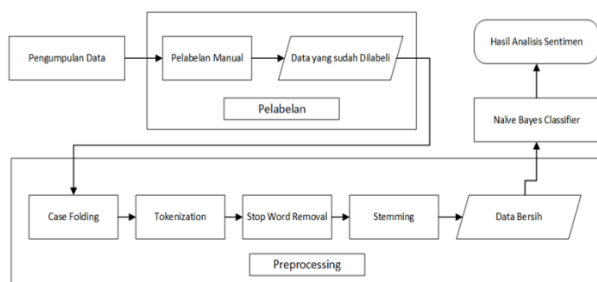 Pengumpulan Data
Pelabelan Manual
Data yang sudah Dilabeli
Pelabelan
Hasil Analisis Sentimen
Naïve Bayes Classifier
Case Folding
Tokenization
Stop Word Removal
Stemming
Data Bersih
Preprocessing